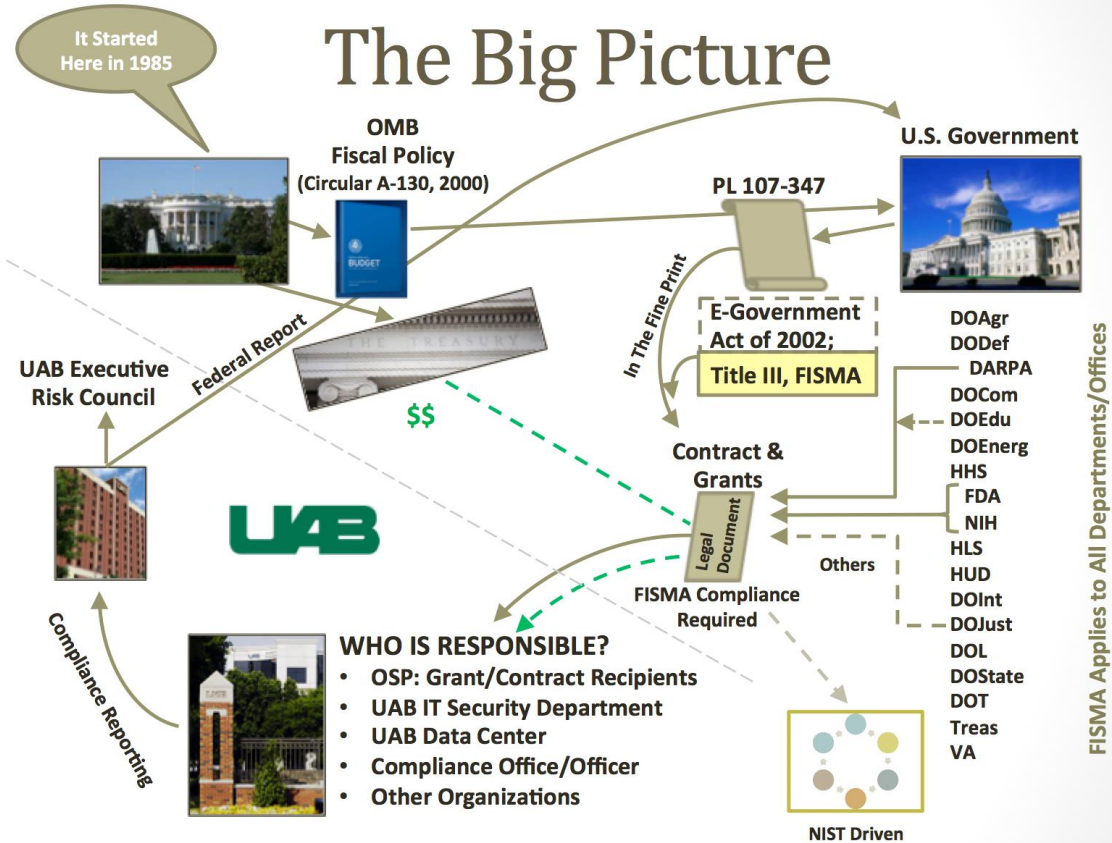 It Started
Here in 1985
The Big Picture
OMB
Fiscal Policy
(Circular A-130, 2000)
U.S. Government
PL 107-347
BUDGET
THE TREASURY
In The Fine Print
E-Government
Act of 2002;
Title III, FISMA
Federal Report
UAB Executive
Risk Council
$$
UAB
Contract &
Grants
Legal
Document
FISMA Compliance
Required
Others
DOAgr
DODef
DARPA
DOCom
DOEdu
DOEnerg
HHS
FDA
NIH
HLS
HUD
DOInt
DOJust
DOL
DOState
DOT
Treas
VA
FISMA Applies to All Departments/Offices
Compliance Reporting
WHO IS RESPONSIBLE?
• OSP: Grant/Contract Recipients
• UAB IT Security Department
• UAB Data Center
• Compliance Office/Officer
• Other Organizations
NIST Driven